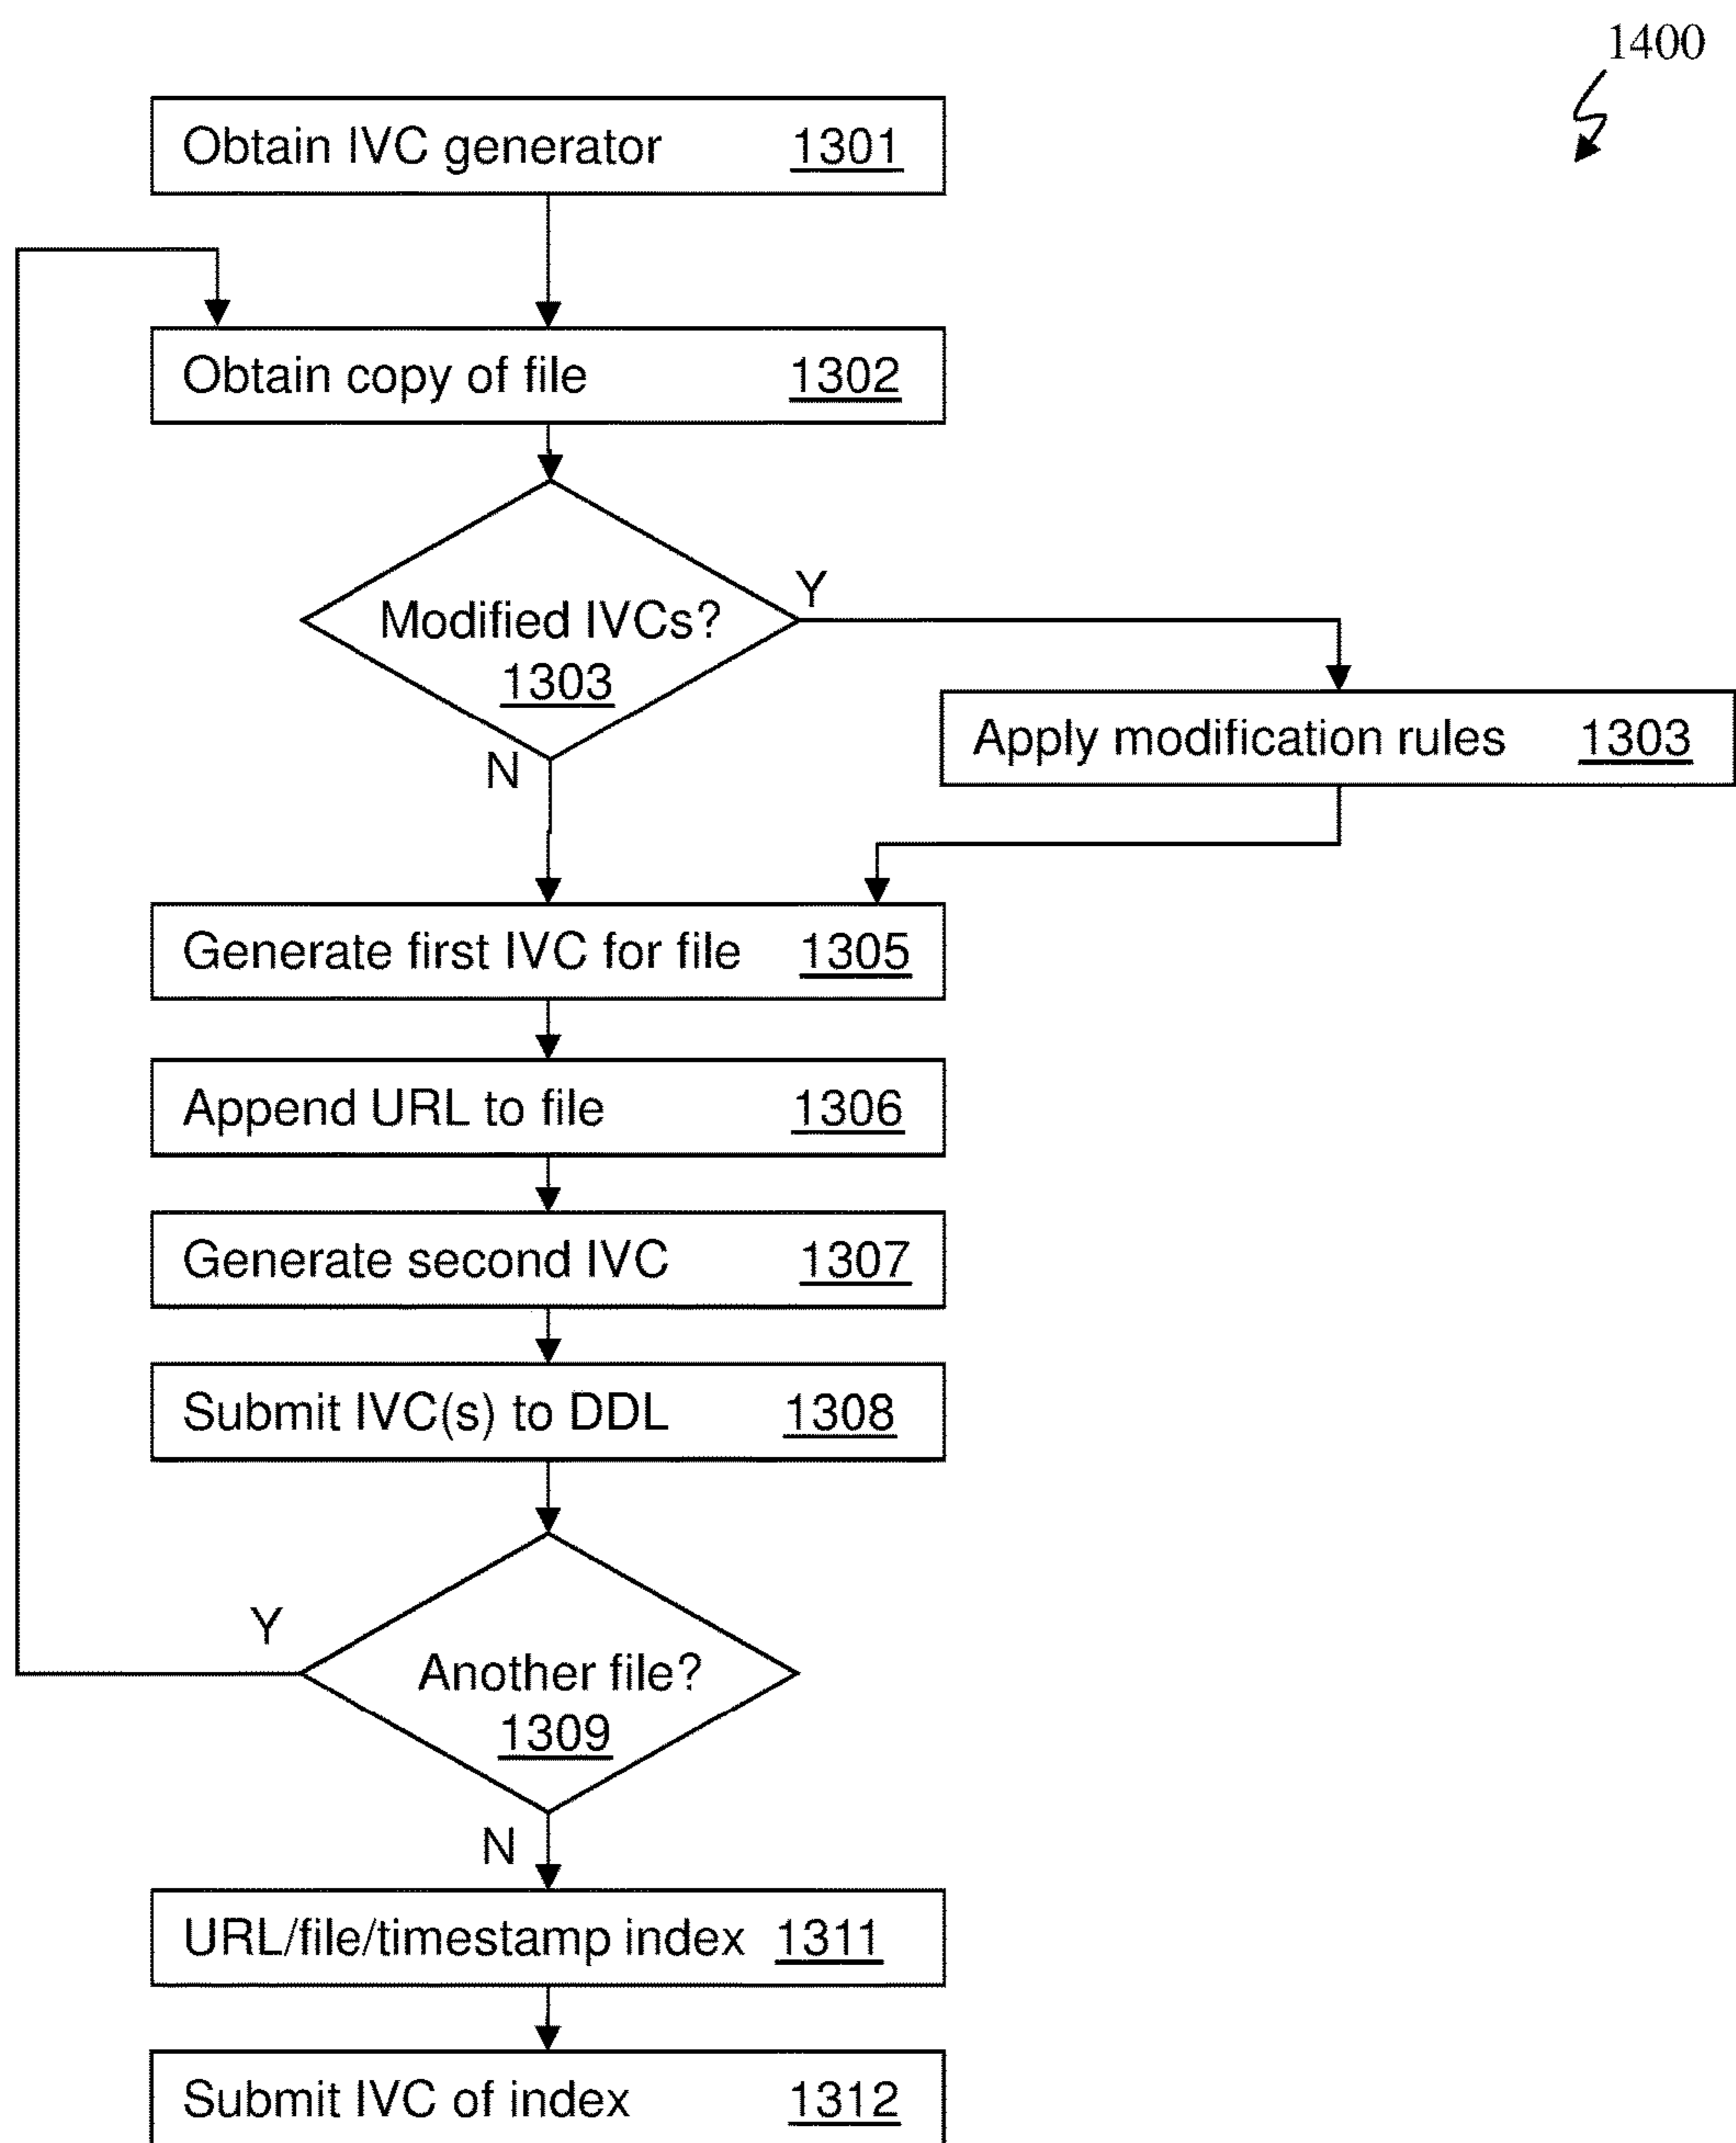 1400
Obtain IVC generator 1301
Obtain copy of file 1302
Modified IVCs?
1303
Y
N
Apply modification rules 1303
Generate first IVC for file 1305
Append URL to file 1306
Generate second IVC 1307
Submit IVC(s) to DDL 1308
Y
Another file?
1309
N
URL/file/timestamp index 1311
Submit IVC of index 1312